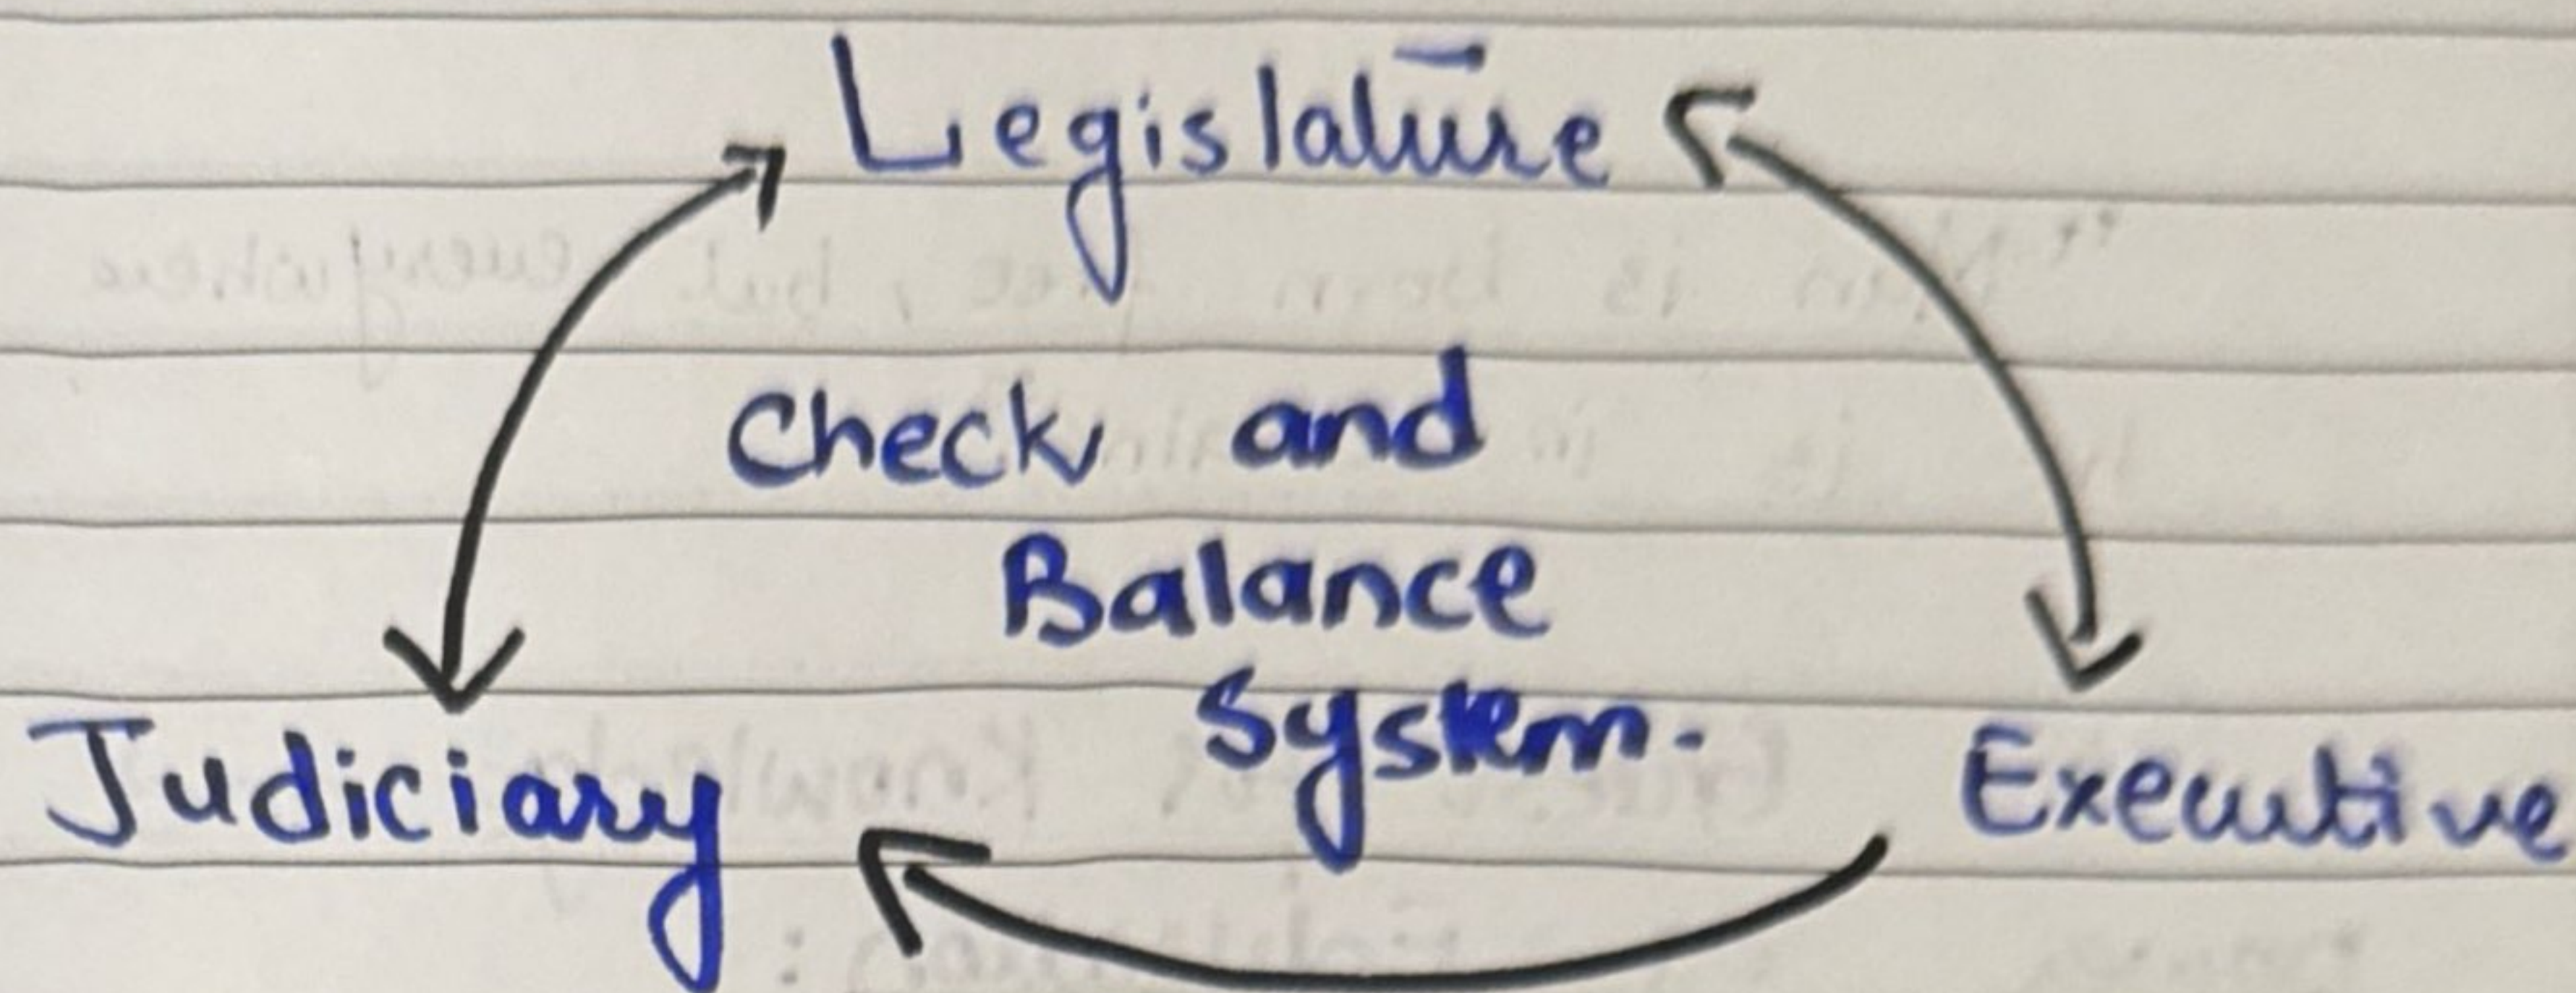 Legislature
Check and
Balance
System.
Judiciary
Executive